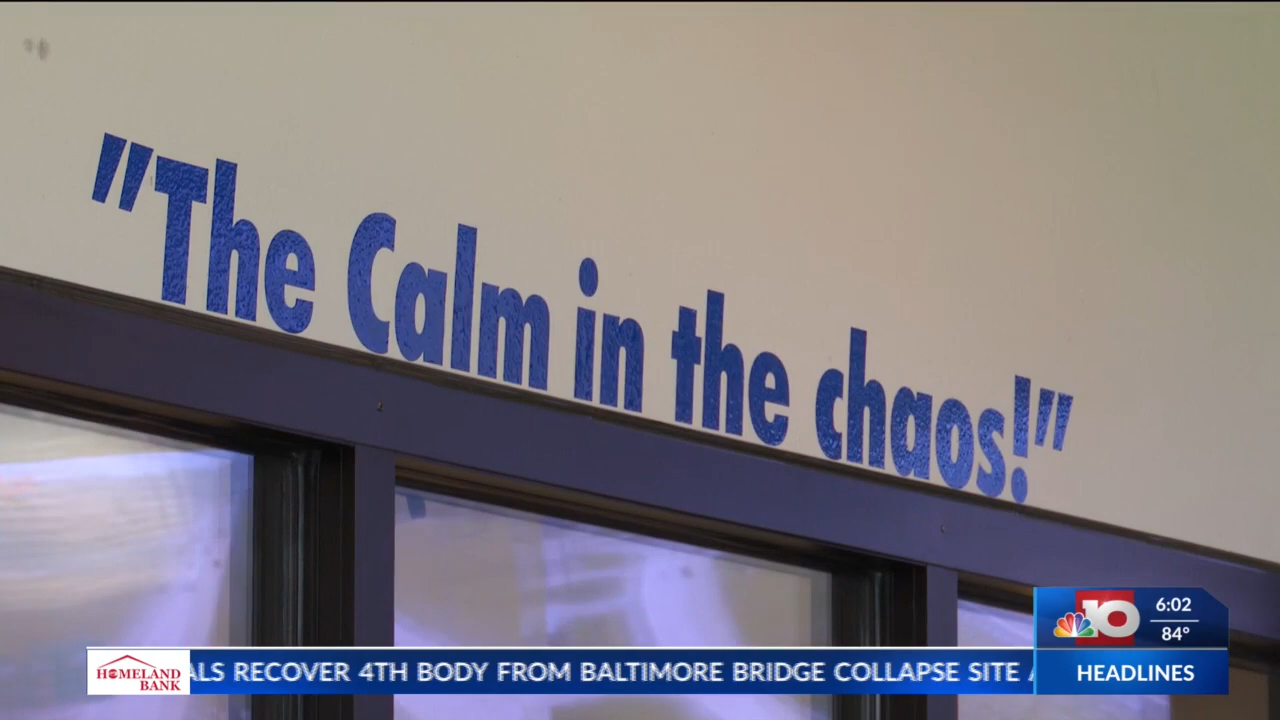 "The Calm in the chaos!"
10
6:02
84°
HOMELAND
BANK
ALS RECOVER 4TH BODY FROM BALTIMORE BRIDGE COLLAPSE SITE
HEADLINES